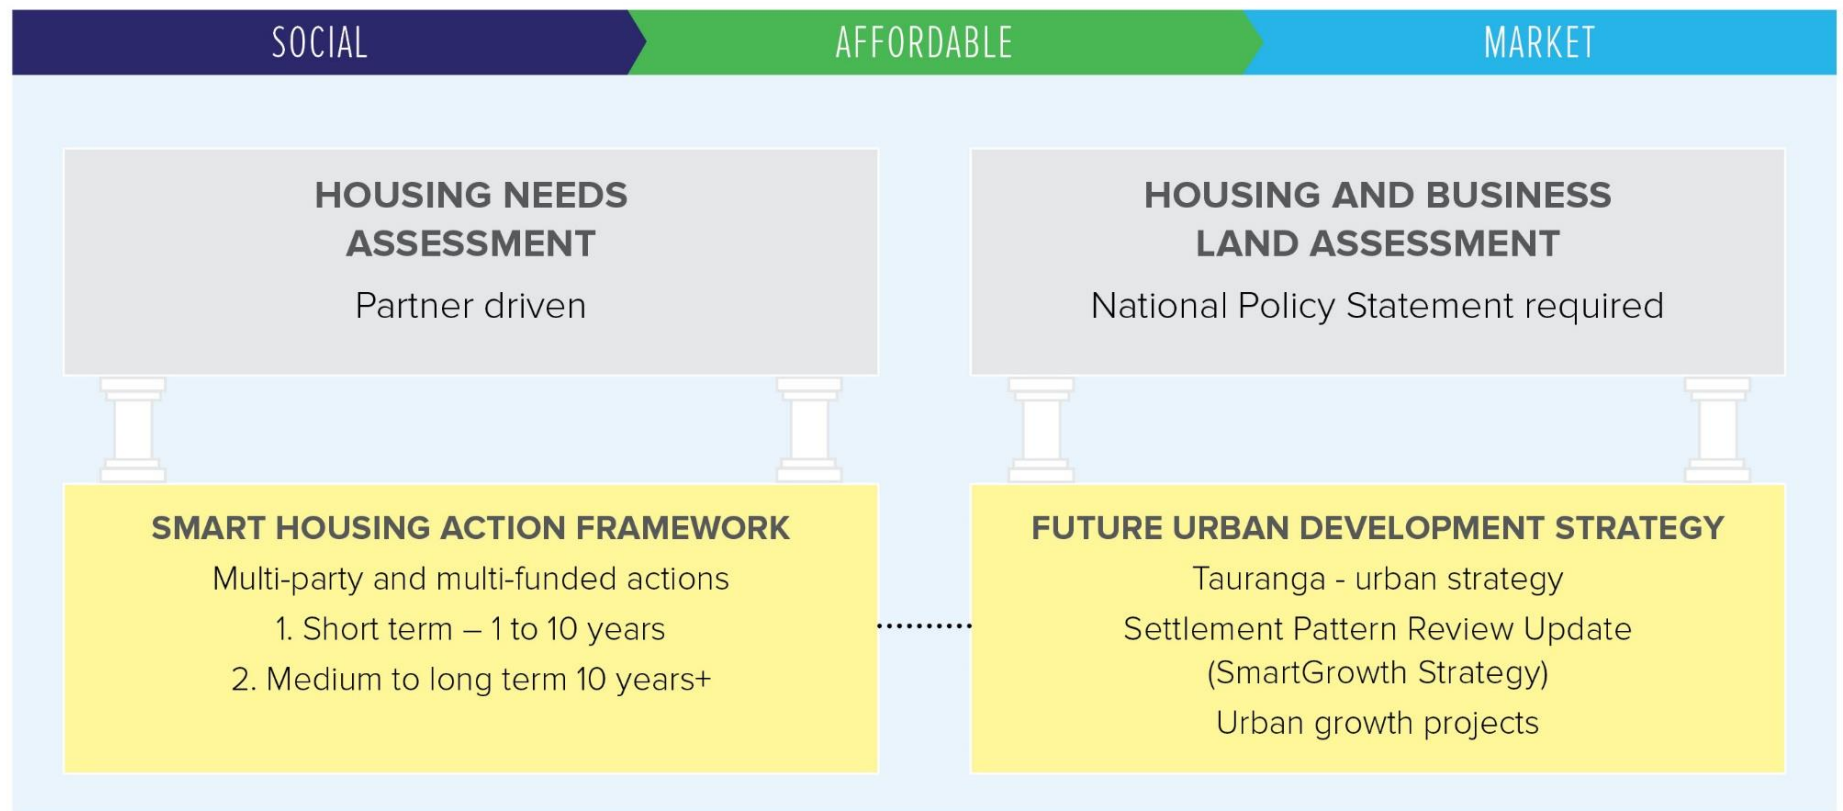 SOCIAL
AFFORDABLE
MARKET
HOUSING NEEDS
ASSESSMENT
Partner driven
HOUSING AND BUSINESS
LAND ASSESSMENT
National Policy Statement required
SMART HOUSING ACTION FRAMEWORK
Multi-party and multi-funded actions
1. Short term – 1 to 10 years
2. Medium to long term 10 years+
FUTURE URBAN DEVELOPMENT STRATEGY
Tauranga - urban strategy
Settlement Pattern Review Update
(SmartGrowth Strategy)
Urban growth projects